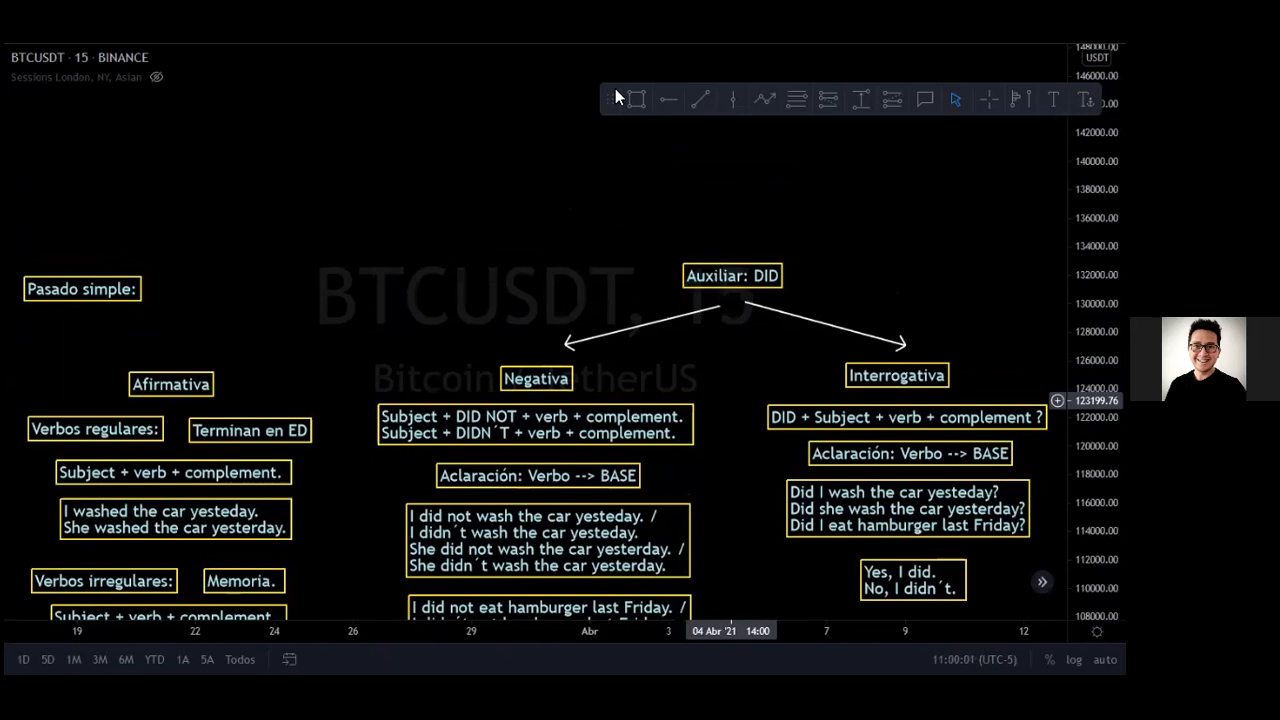 BTCUSDT · 15 · BINANCE
Sessions London, NY, Asian
148000.00
USDT
146000.00
142000.00
140000.00
138000.00
136000.00
134000.00
132000.00
130000.00
128000.00
126000.00
124000.00
123199.76
122000.00
120000.00
118000.00
116000.00
114000.00
112000.00
110000.00
108000.00
BTCUSDT, 15
Bitcoin / TetherUS
Pasado simple:
Auxiliar: DID
Afirmativa
Verbos regulares:
Terminan en ED
Subject + verb + complement.
I washed the car yesteday.
She washed the car yesterday.
Verbos irregulares:
Memoria.
Subject + verb + complement.
Negativa
Subject + DID NOT + verb + complement.
Subject + DIDN´T + verb + complement.
Aclaración: Verbo --> BASE
I did not wash the car yesteday. /
I didn´t wash the car yesteday.
She did not wash the car yesterday. /
She didn´t wash the car yesterday.
I did not eat hamburger last Friday. /
Interrogativa
DID + Subject + verb + complement ?
Aclaración: Verbo --> BASE
Did I wash the car yesteday?
Did she wash the car yesterday?
Did I eat hamburger last Friday?
Yes, I did.
No, I didn´t.
19
22
24
26
29
Abr
3
04 Abr '21 14:00
7
9
12
1D 5D 1M 3M 6M YTD 1A 5A Todos
11:00:01 (UTC-5)
% log auto